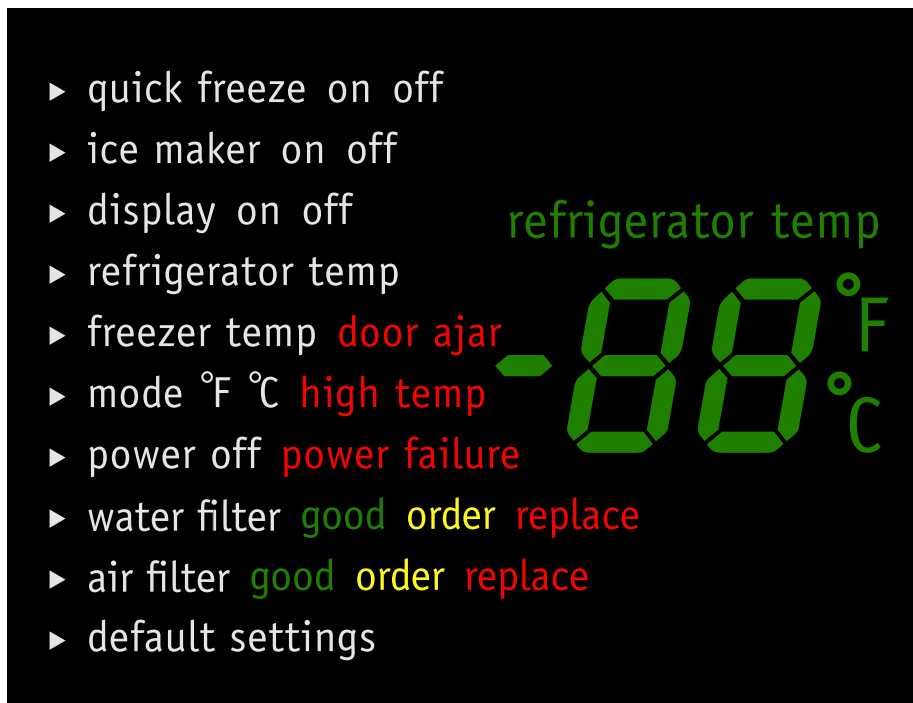 ▶ quick freeze on off
▶ ice maker on off
▶ display on off
refrigerator temp
▶ refrigerator temp
-88 °F °C
▶ freezer temp door ajar
▶ mode °F °C high temp
▶ power off power failure
▶ water filter good order replace
▶ air filter good order replace
▶ default settings